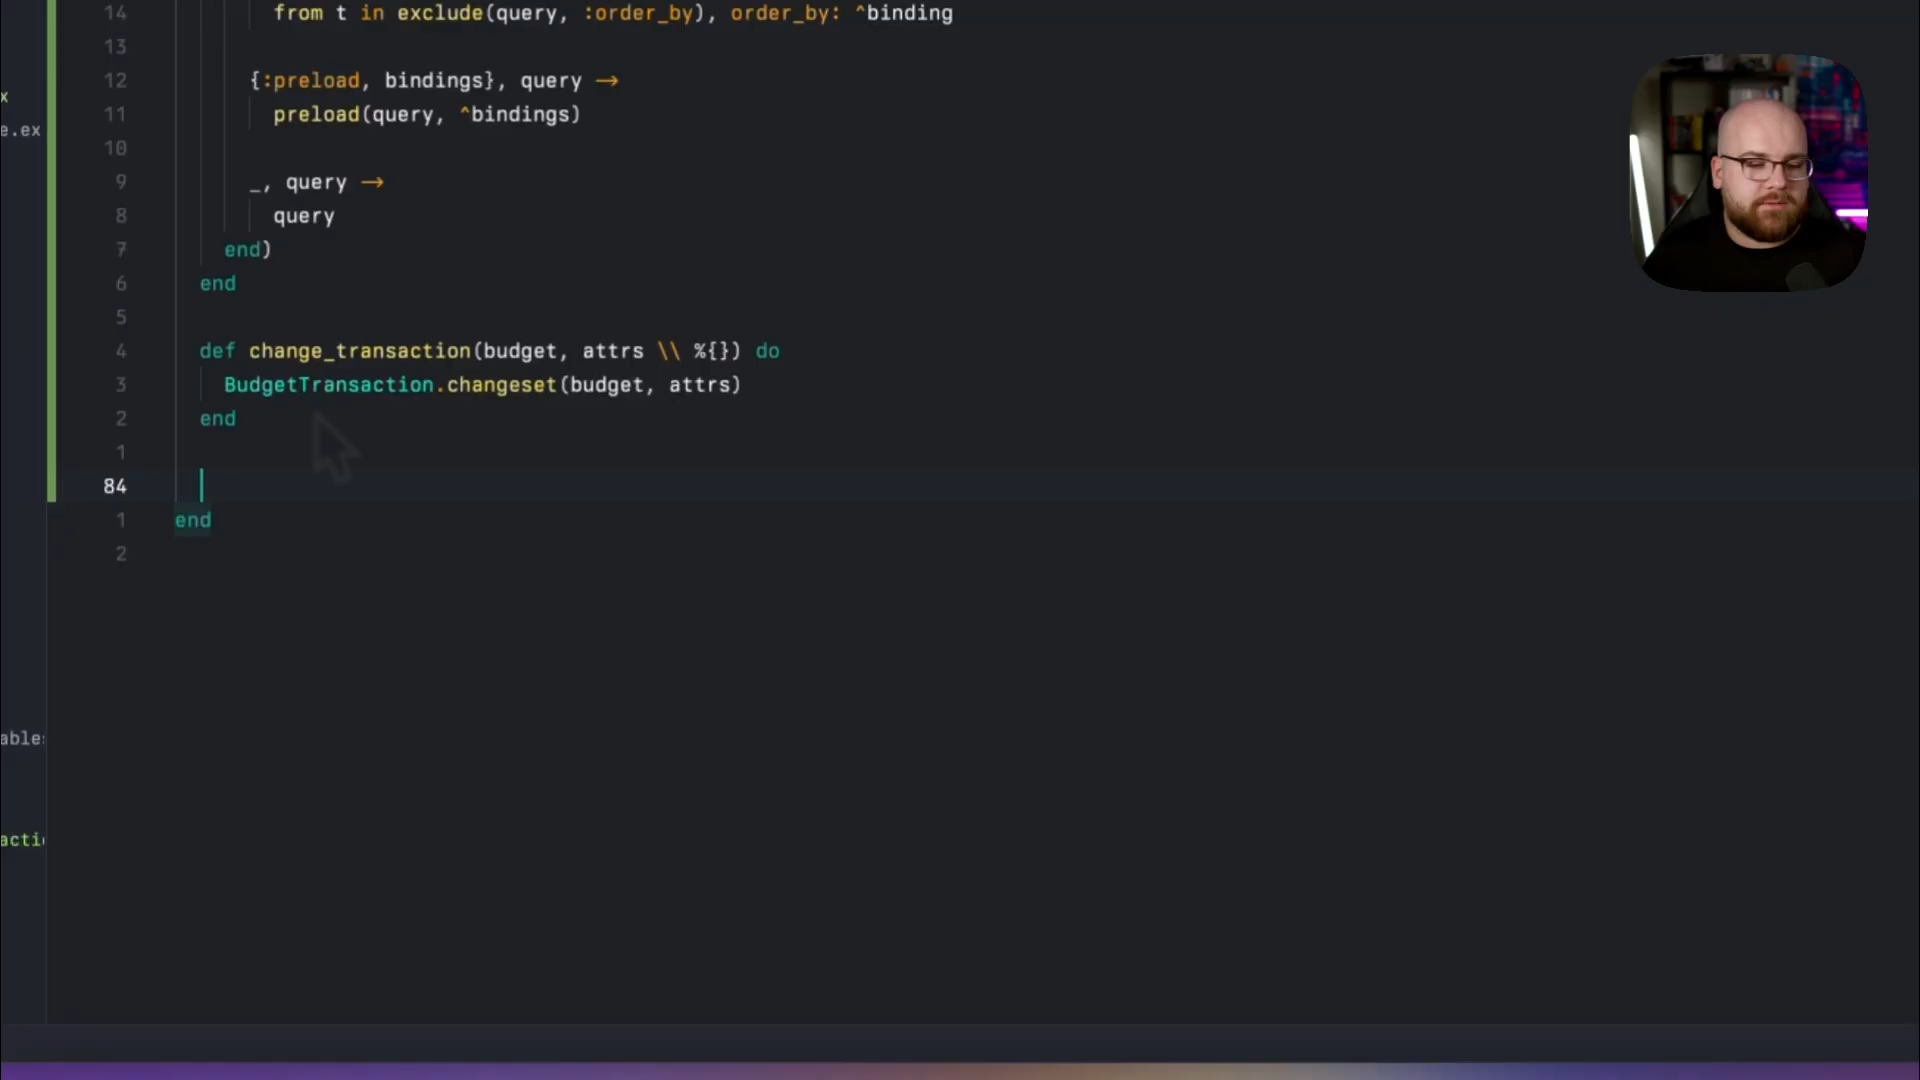 14 from t in exclude(query, :order_by), order_by: ^binding
13
12 {:preload, bindings}, query →
11 preload(query, ^bindings)
10
9 _, query →
8 query
7 end)
6 end
5
4 def change_transaction(budget, attrs \\ %{}) do
3 BudgetTransaction.changeset(budget, attrs)
2 end
1
84
1 end
2
x
e.ex
ables
actio